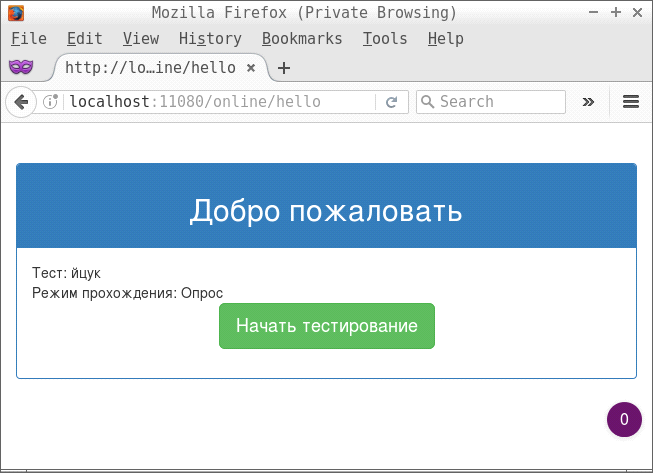 Mozilla Firefox (Private Browsing)
File Edit View History Bookmarks Tools Help
http://lo…ine/hello
localhost:11080/online/hello
Search
Добро пожаловать
Тест: йцук
Режим прохождения: Опрос
Начать тестирование
0